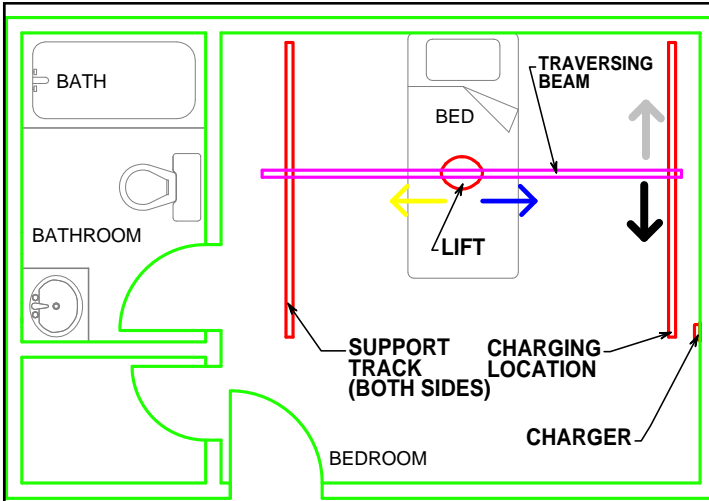 BATH
TRAVERSING
BEAM
BED
BATHROOM
LIFT
SUPPORT
TRACK
(BOTH SIDES)
CHARGING
LOCATION
CHARGER
BEDROOM